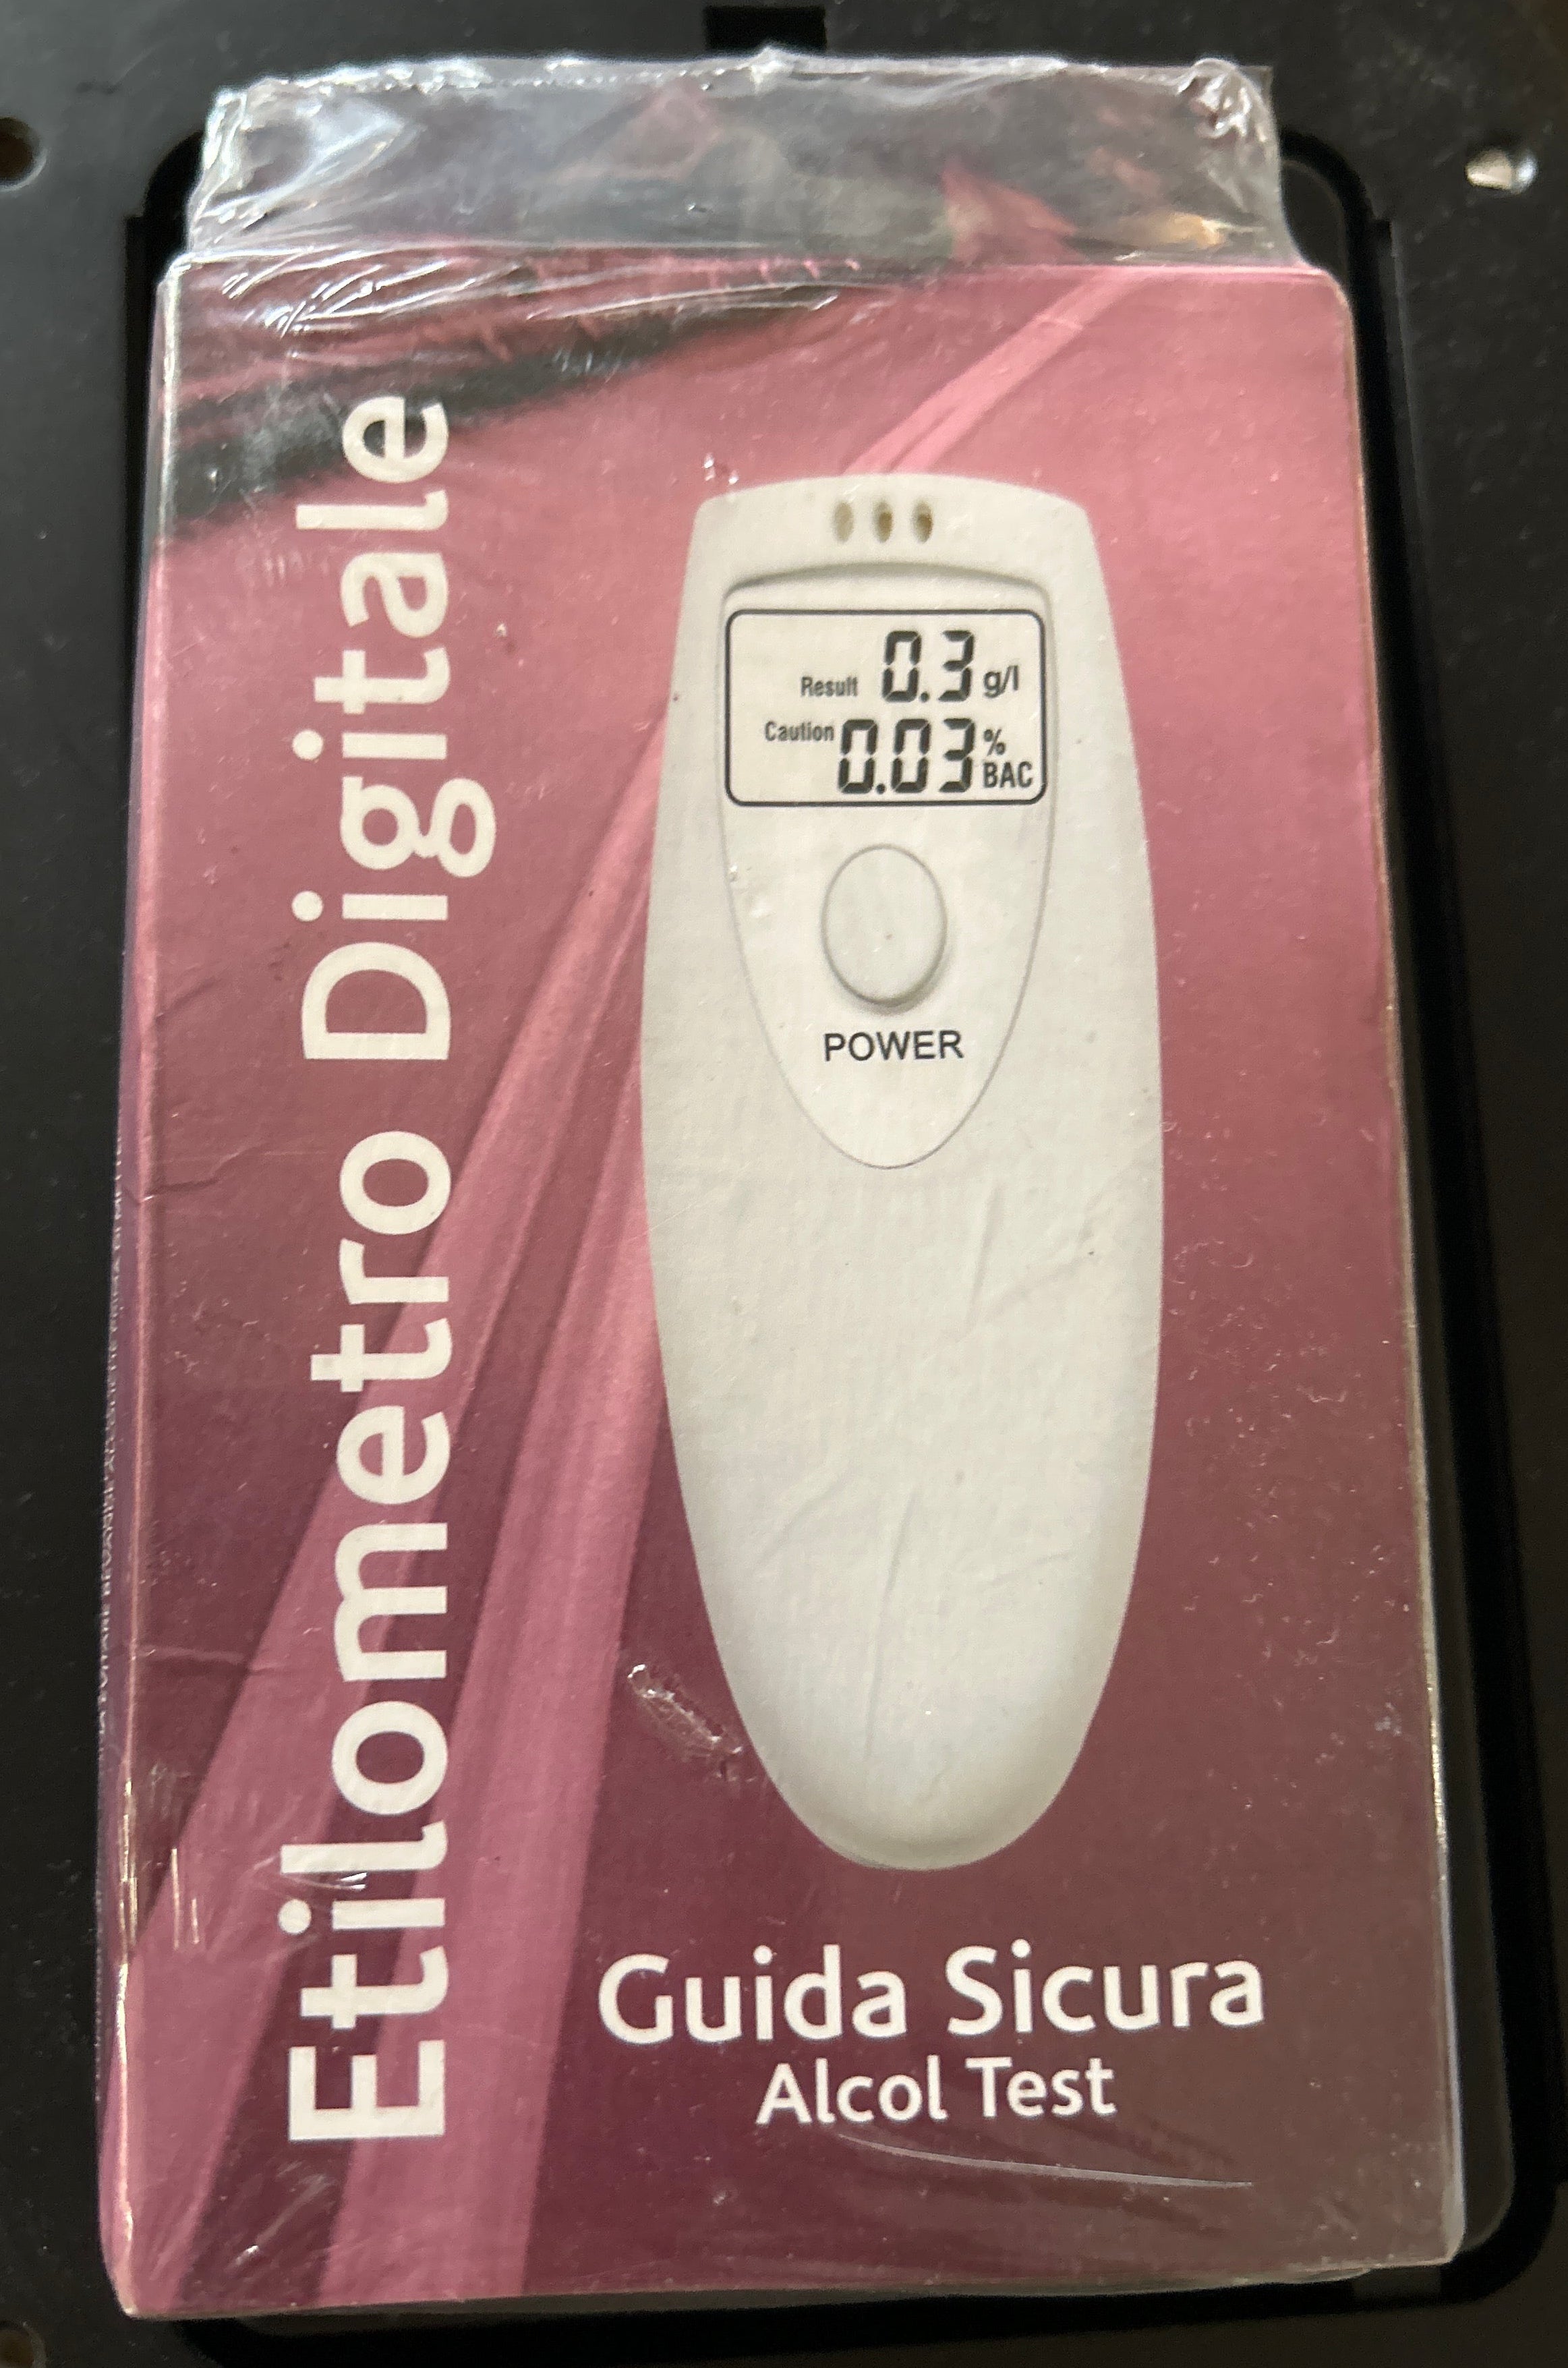 Etilometro Digitale
Result 0.3 g/l
Caution 0.03 % BAC
POWER
Guida Sicura
Alcol Test